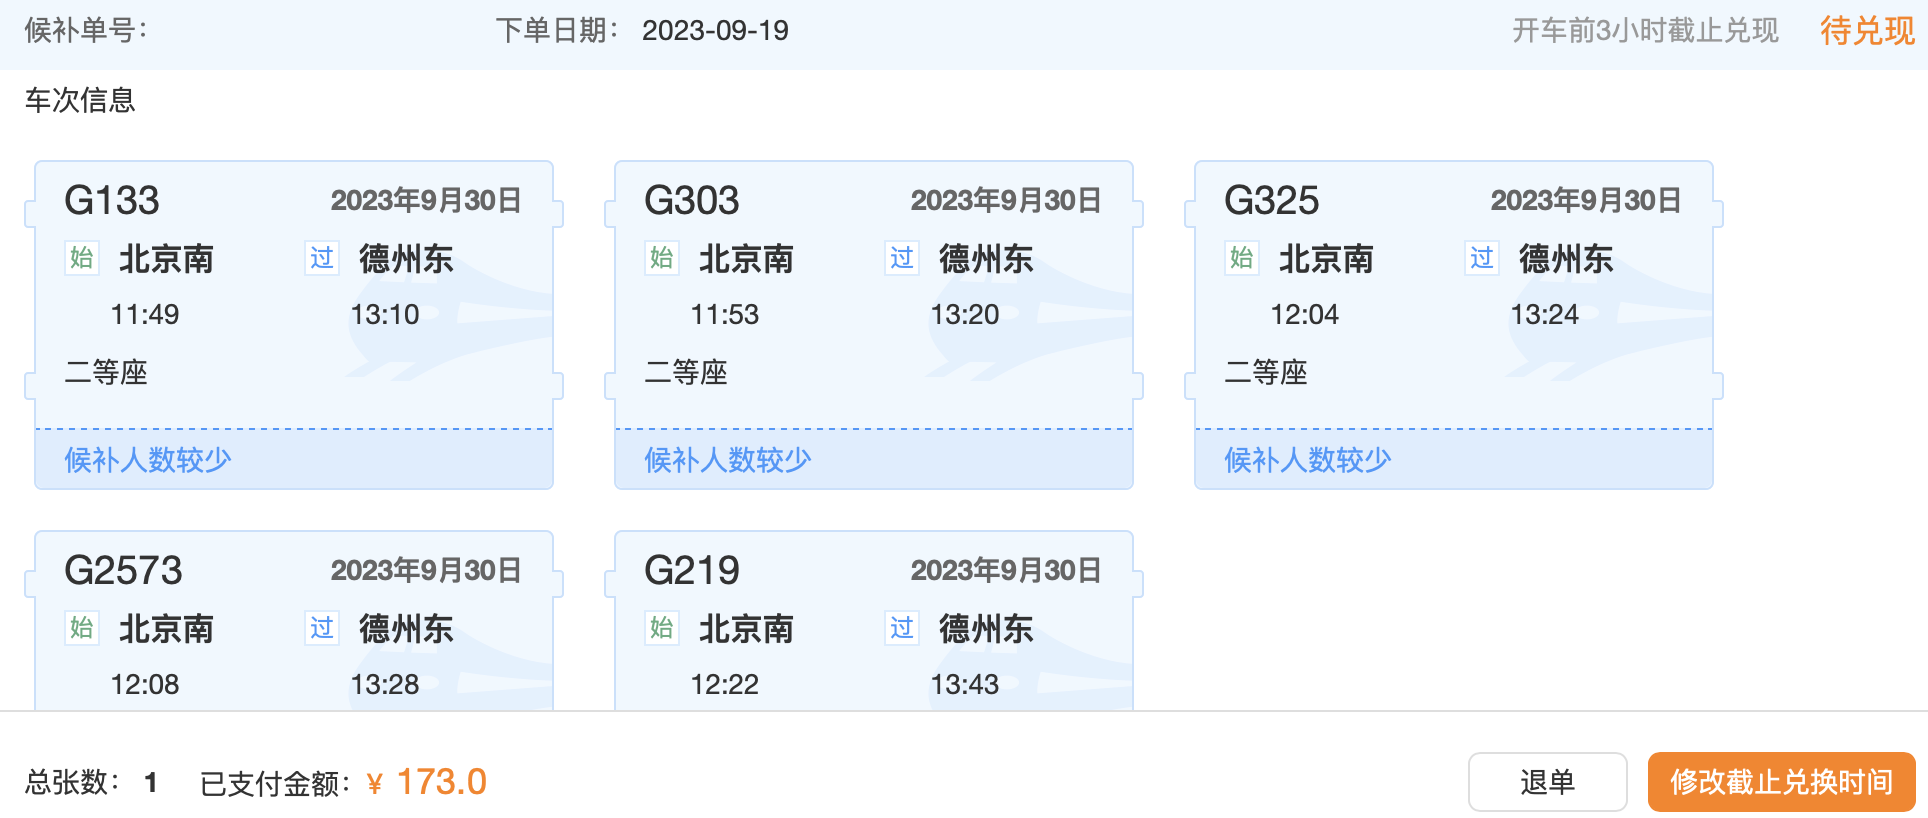 候补单号： 下单日期： 2023-09-19 开车前3小时截止兑现 待兑现
车次信息
G133 2023年9月30日
始 北京南 过 德州东
11:49 13:10
二等座
候补人数较少
G303 2023年9月30日
始 北京南 过 德州东
11:53 13:20
二等座
候补人数较少
G325 2023年9月30日
始 北京南 过 德州东
12:04 13:24
二等座
候补人数较少
G2573 2023年9月30日
始 北京南 过 德州东
12:08 13:28
G219 2023年9月30日
始 北京南 过 德州东
12:22 13:43
总张数： 1 已支付金额：¥ 173.0 退单 修改截止兑换时间